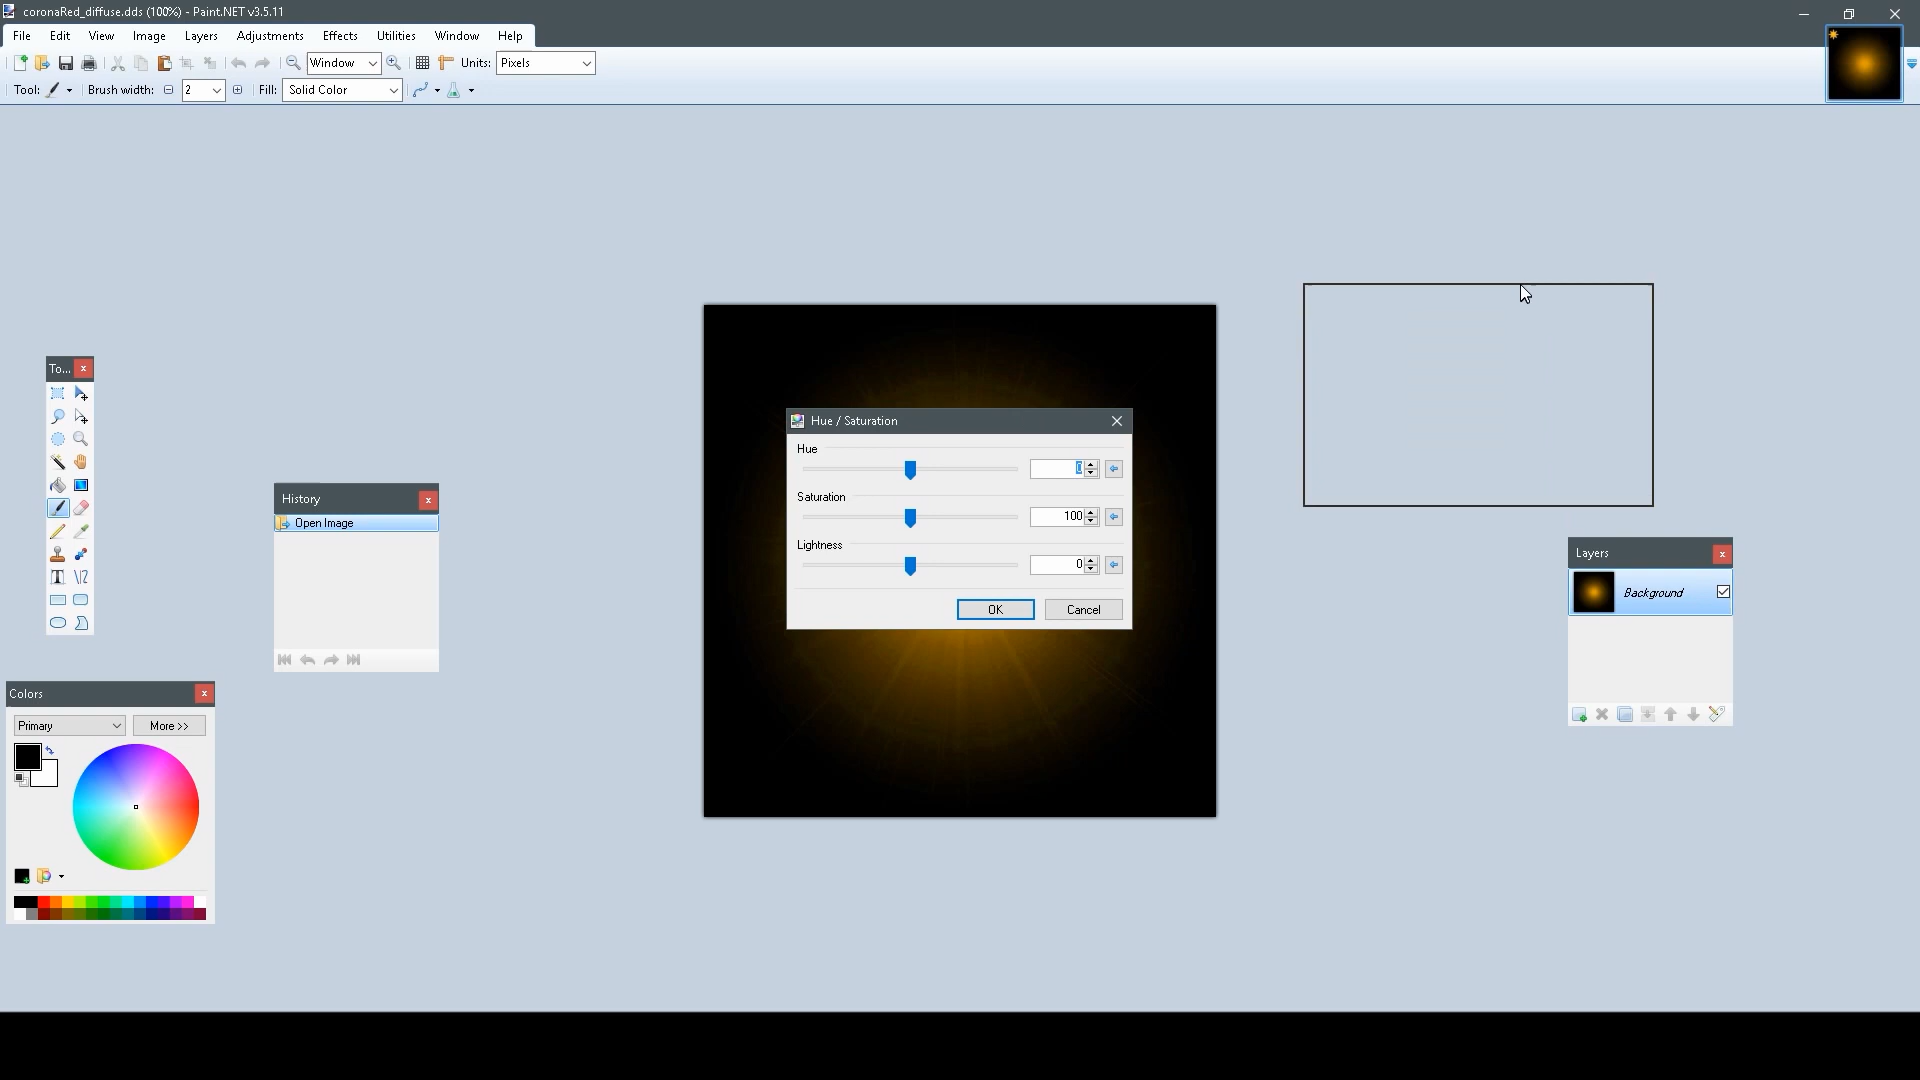 coronaRed_diffuse.dds (100%) - Paint.NET v3.5.11
File Edit View Image Layers Adjustments Effects Utilities Window Help
Window Units: Pixels
Tool: Brush width: 2 Fill: Solid Color
Hue / Saturation
Hue
0
Saturation
100
Lightness
0
OK Cancel
To...
History
Open Image
Layers
Background
Colors
Primary More >>